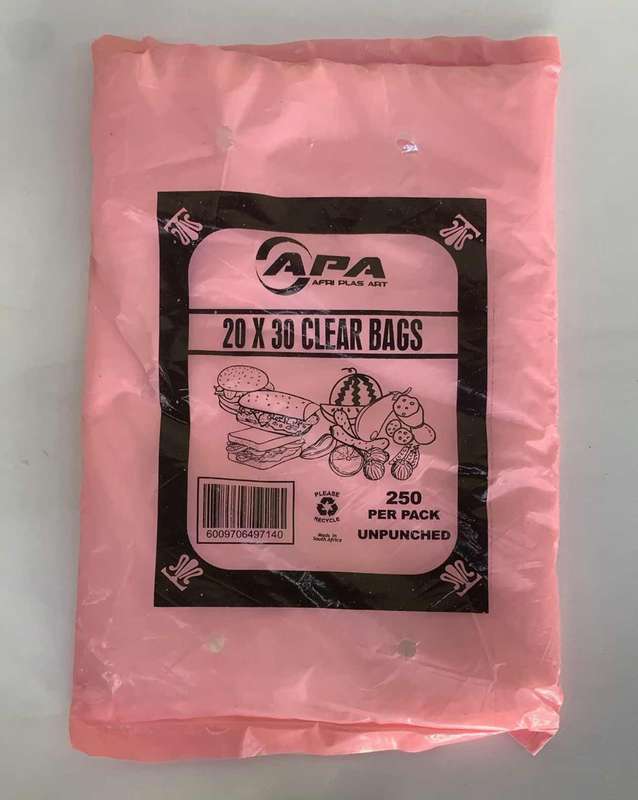 APA
AFRI PLAS ART
20 X 30 CLEAR BAGS
6009706497140
PLEASE
RECYCLE
Made in
South Africa
250
PER PACK
UNPUNCHED